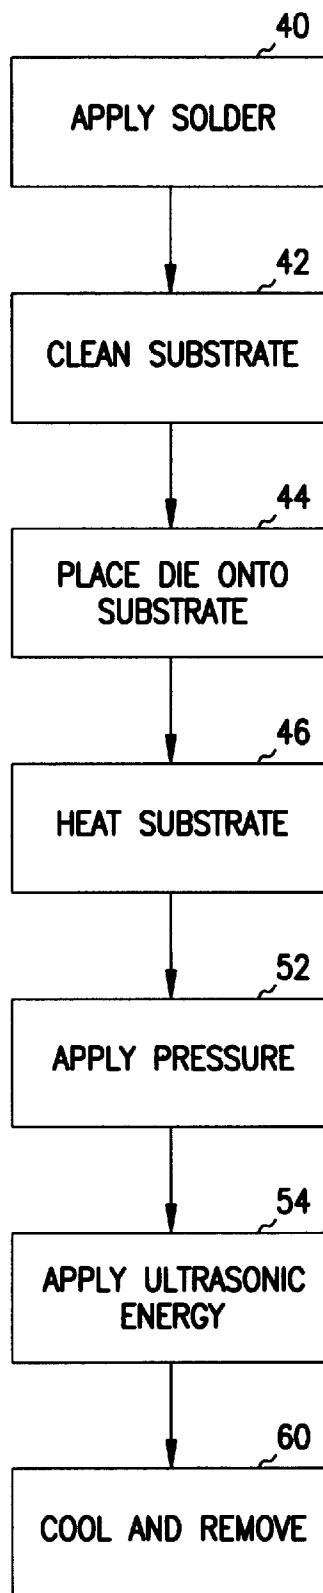 40
APPLY SOLDER
42
CLEAN SUBSTRATE
44
PLACE DIE ONTO
SUBSTRATE
46
HEAT SUBSTRATE
52
APPLY PRESSURE
54
APPLY ULTRASONIC
ENERGY
60
COOL AND REMOVE